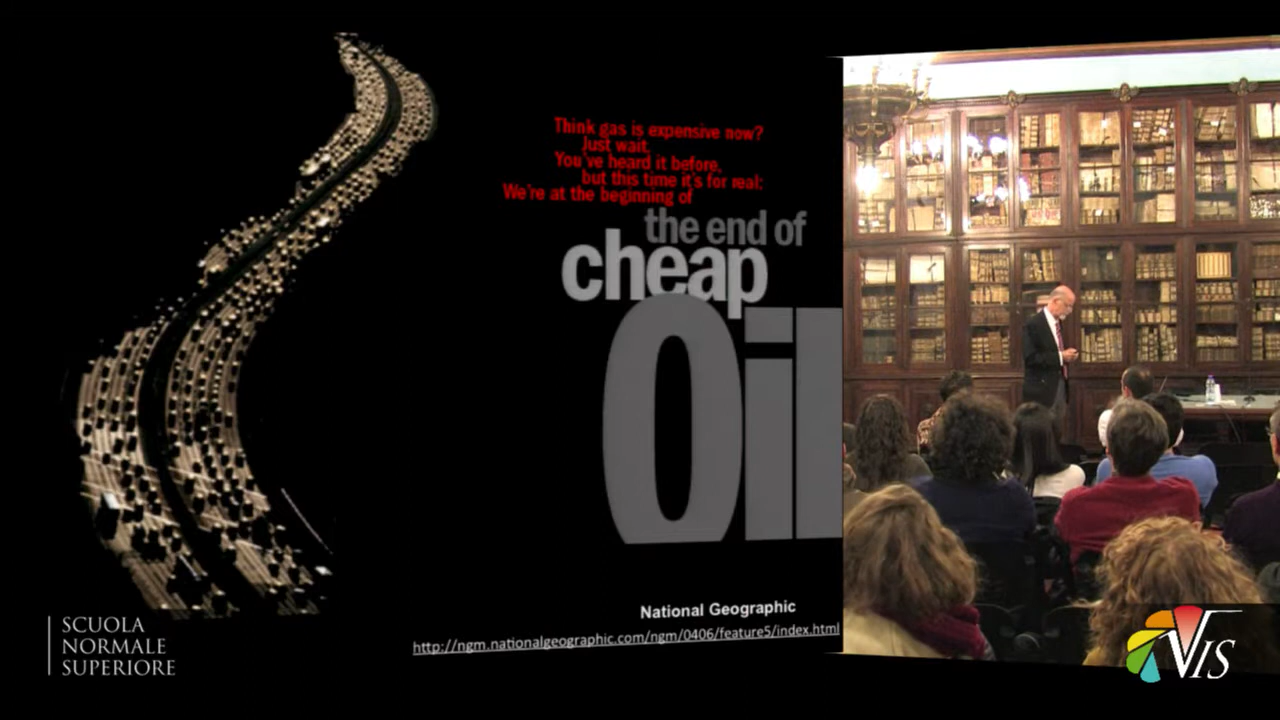 Think gas is expensive now?
Just wait.
You've heard it before,
but this time it's for real:
We're at the beginning of
the end of
cheap
Oil
National Geographic
http://ngm.nationalgeographic.com/ngm/0406/feature5/index.html
SCUOLA
NORMALE
SUPERIORE
VIS